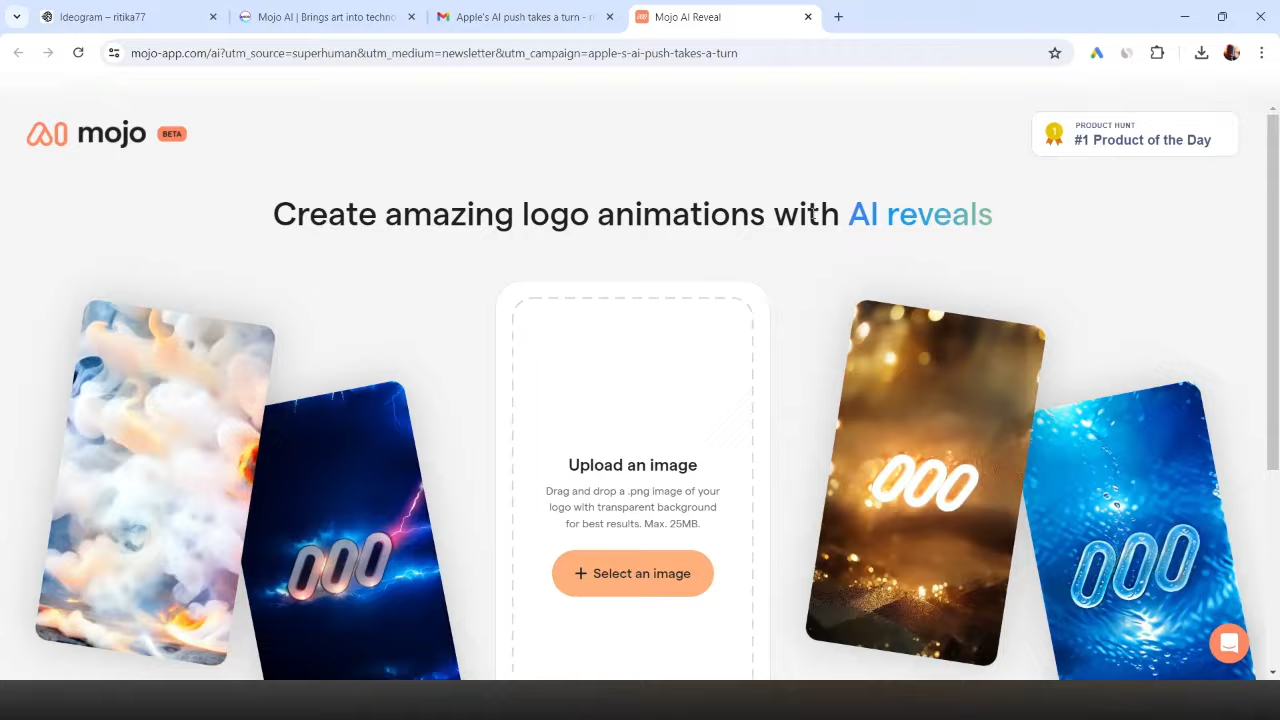 Ideogram – ritika77
Mojo AI | Brings art into techno
Apple's AI push takes a turn - ri
Mojo AI Reveal
mojo-app.com/ai?utm_source=superhuman&utm_medium=newsletter&utm_campaign=apple-s-ai-push-takes-a-turn
mojo BETA
PRODUCT HUNT
1 #1 Product of the Day
Create amazing logo animations with AI reveals
Upload an image
Drag and drop a .png image of your
logo with transparent background
for best results. Max. 25MB.
+ Select an image